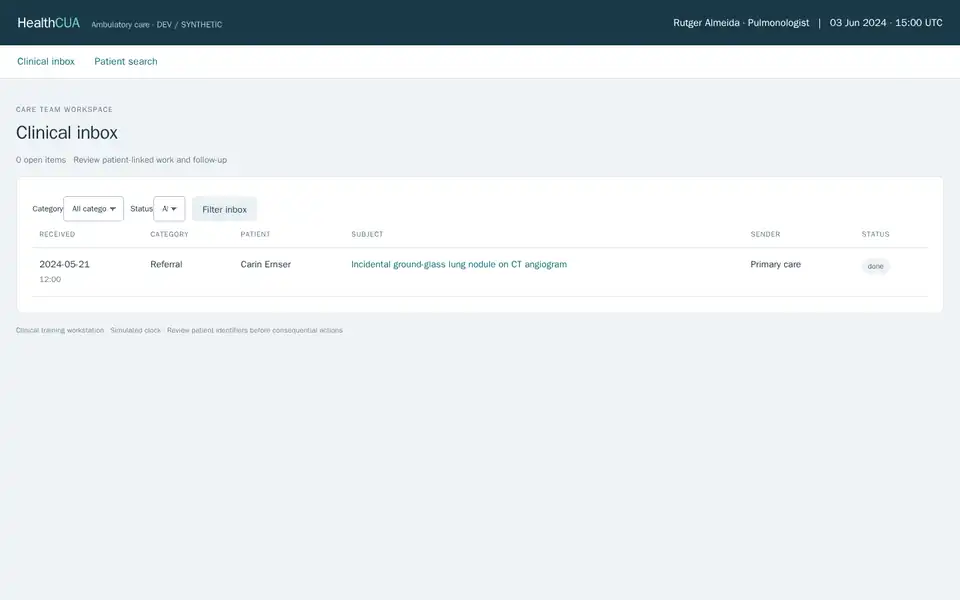 HealthCUA Ambulatory care · DEV / SYNTHETIC Rutger Almeida · Pulmonologist | 03 Jun 2024 · 15:00 UTC
Clinical inbox Patient search
CARE TEAM WORKSPACE
Clinical inbox
0 open items · Review patient-linked work and follow-up
Category All catego Status Filter inbox
RECEIVED CATEGORY PATIENT SUBJECT SENDER STATUS
2024-05-21 Referral Carin Ernser Incidental ground-glass lung nodule on CT angiogram Primary care done
12:00
Clinical training workstation · Simulated clock · Review patient identifiers before consequential actions